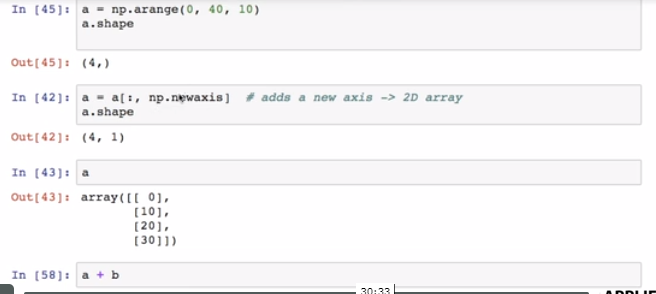 In [45]: a = np.arange(0, 40, 10)
a.shape
Out[45]: (4,)
In [42]: a = a[:, np.newaxis]  # adds a new axis -> 2D array
a.shape
Out[42]: (4, 1)
In [43]: a
Out[43]: array([[ 0],
[10],
[20],
[30]])
In [58]: a + b
30:33